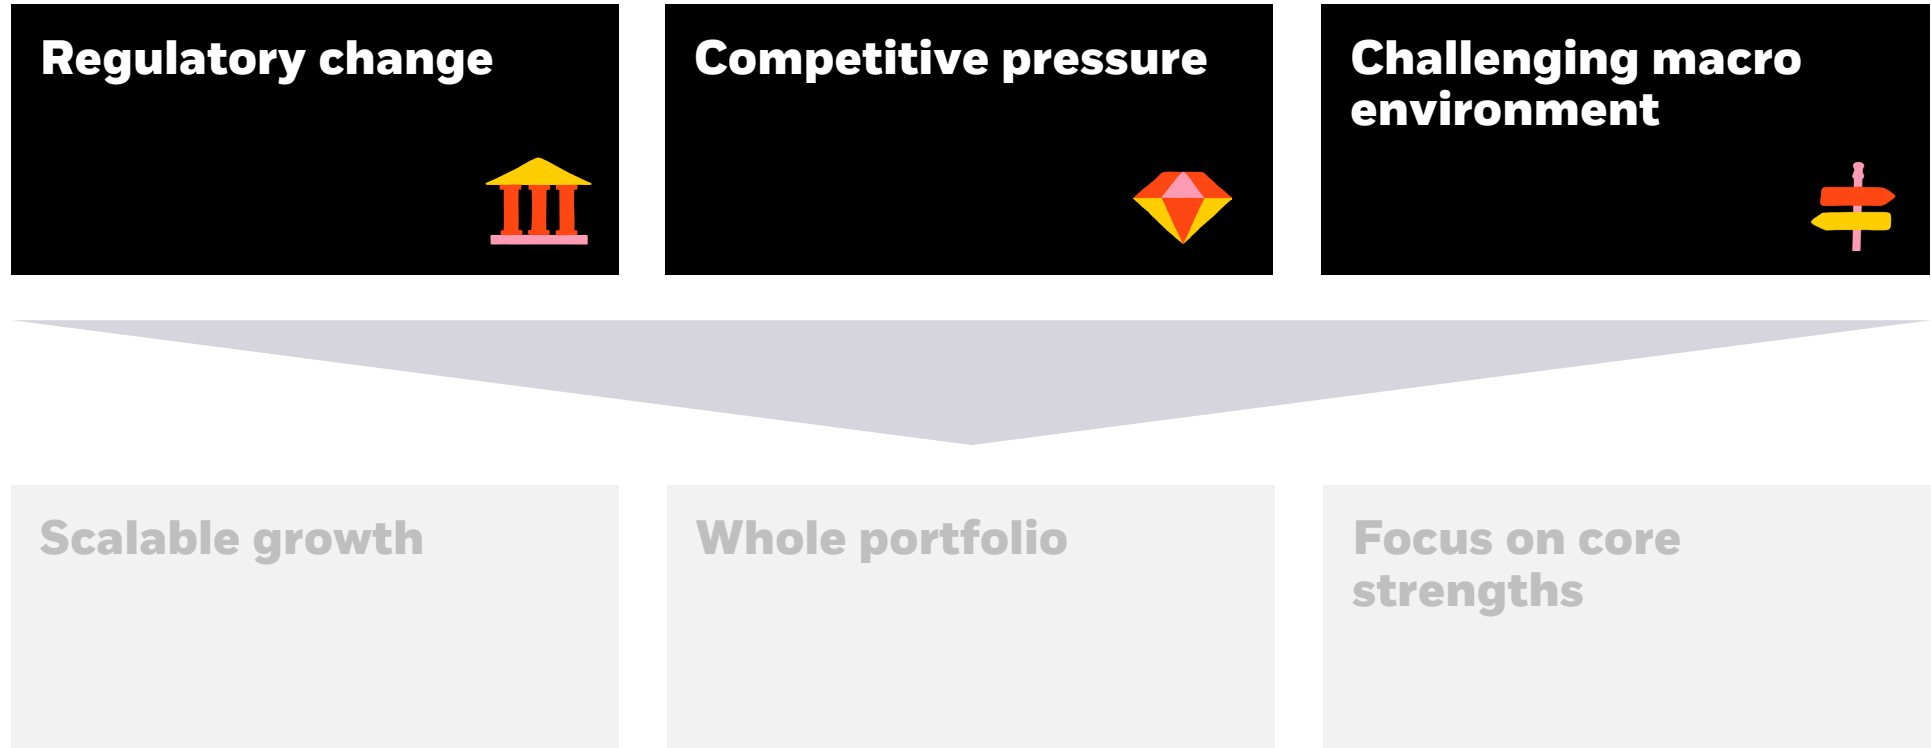 Regulatory change
Competitive pressure
Challenging macro
environment
Scalable growth
Whole portfolio
Focus on core
strengths